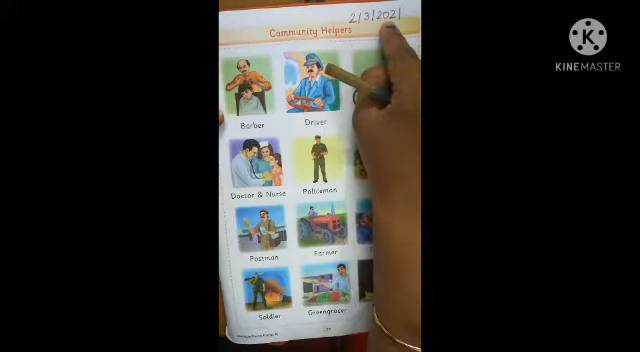 2/3/2021
Community Helpers
Barber
Driver
Doctor & Nurse
Policeman
Postman
Farmer
Soldier
Greengrocer
KINEMASTER